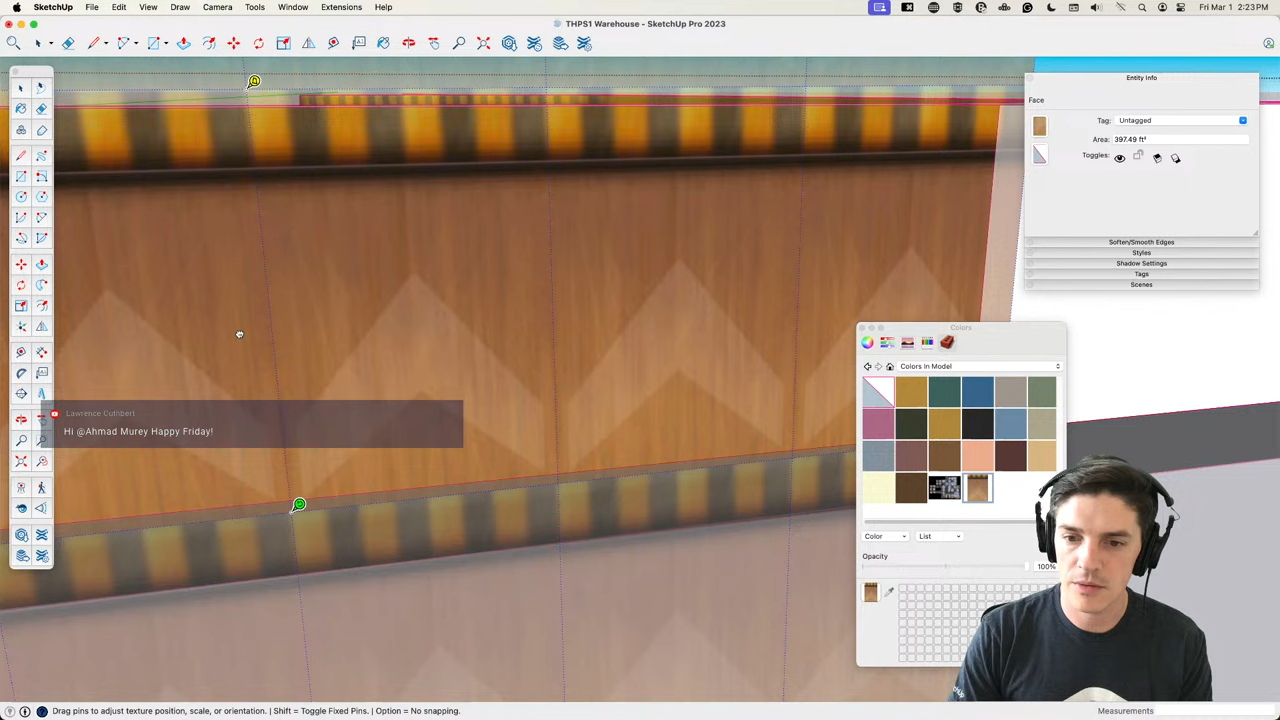 SketchUp File Edit View Draw Camera Tools Window Extensions Help
Fri Mar 1 2:23 PM
THPS1 Warehouse - SketchUp Pro 2023
Entity Info
Face
Tag: Untagged
Area: 397.49 ft²
Toggles:
Soften/Smooth Edges
Styles
Shadow Settings
Tags
Scenes
Colors
Colors In Model
Color List
Opacity
100%
Lawrence Cuthbert
Hi @Ahmad Murey Happy Friday!
Drag pins to adjust texture position, scale, or orientation. | Shift = Toggle Fixed Pins. | Option = No snapping.
Measurements